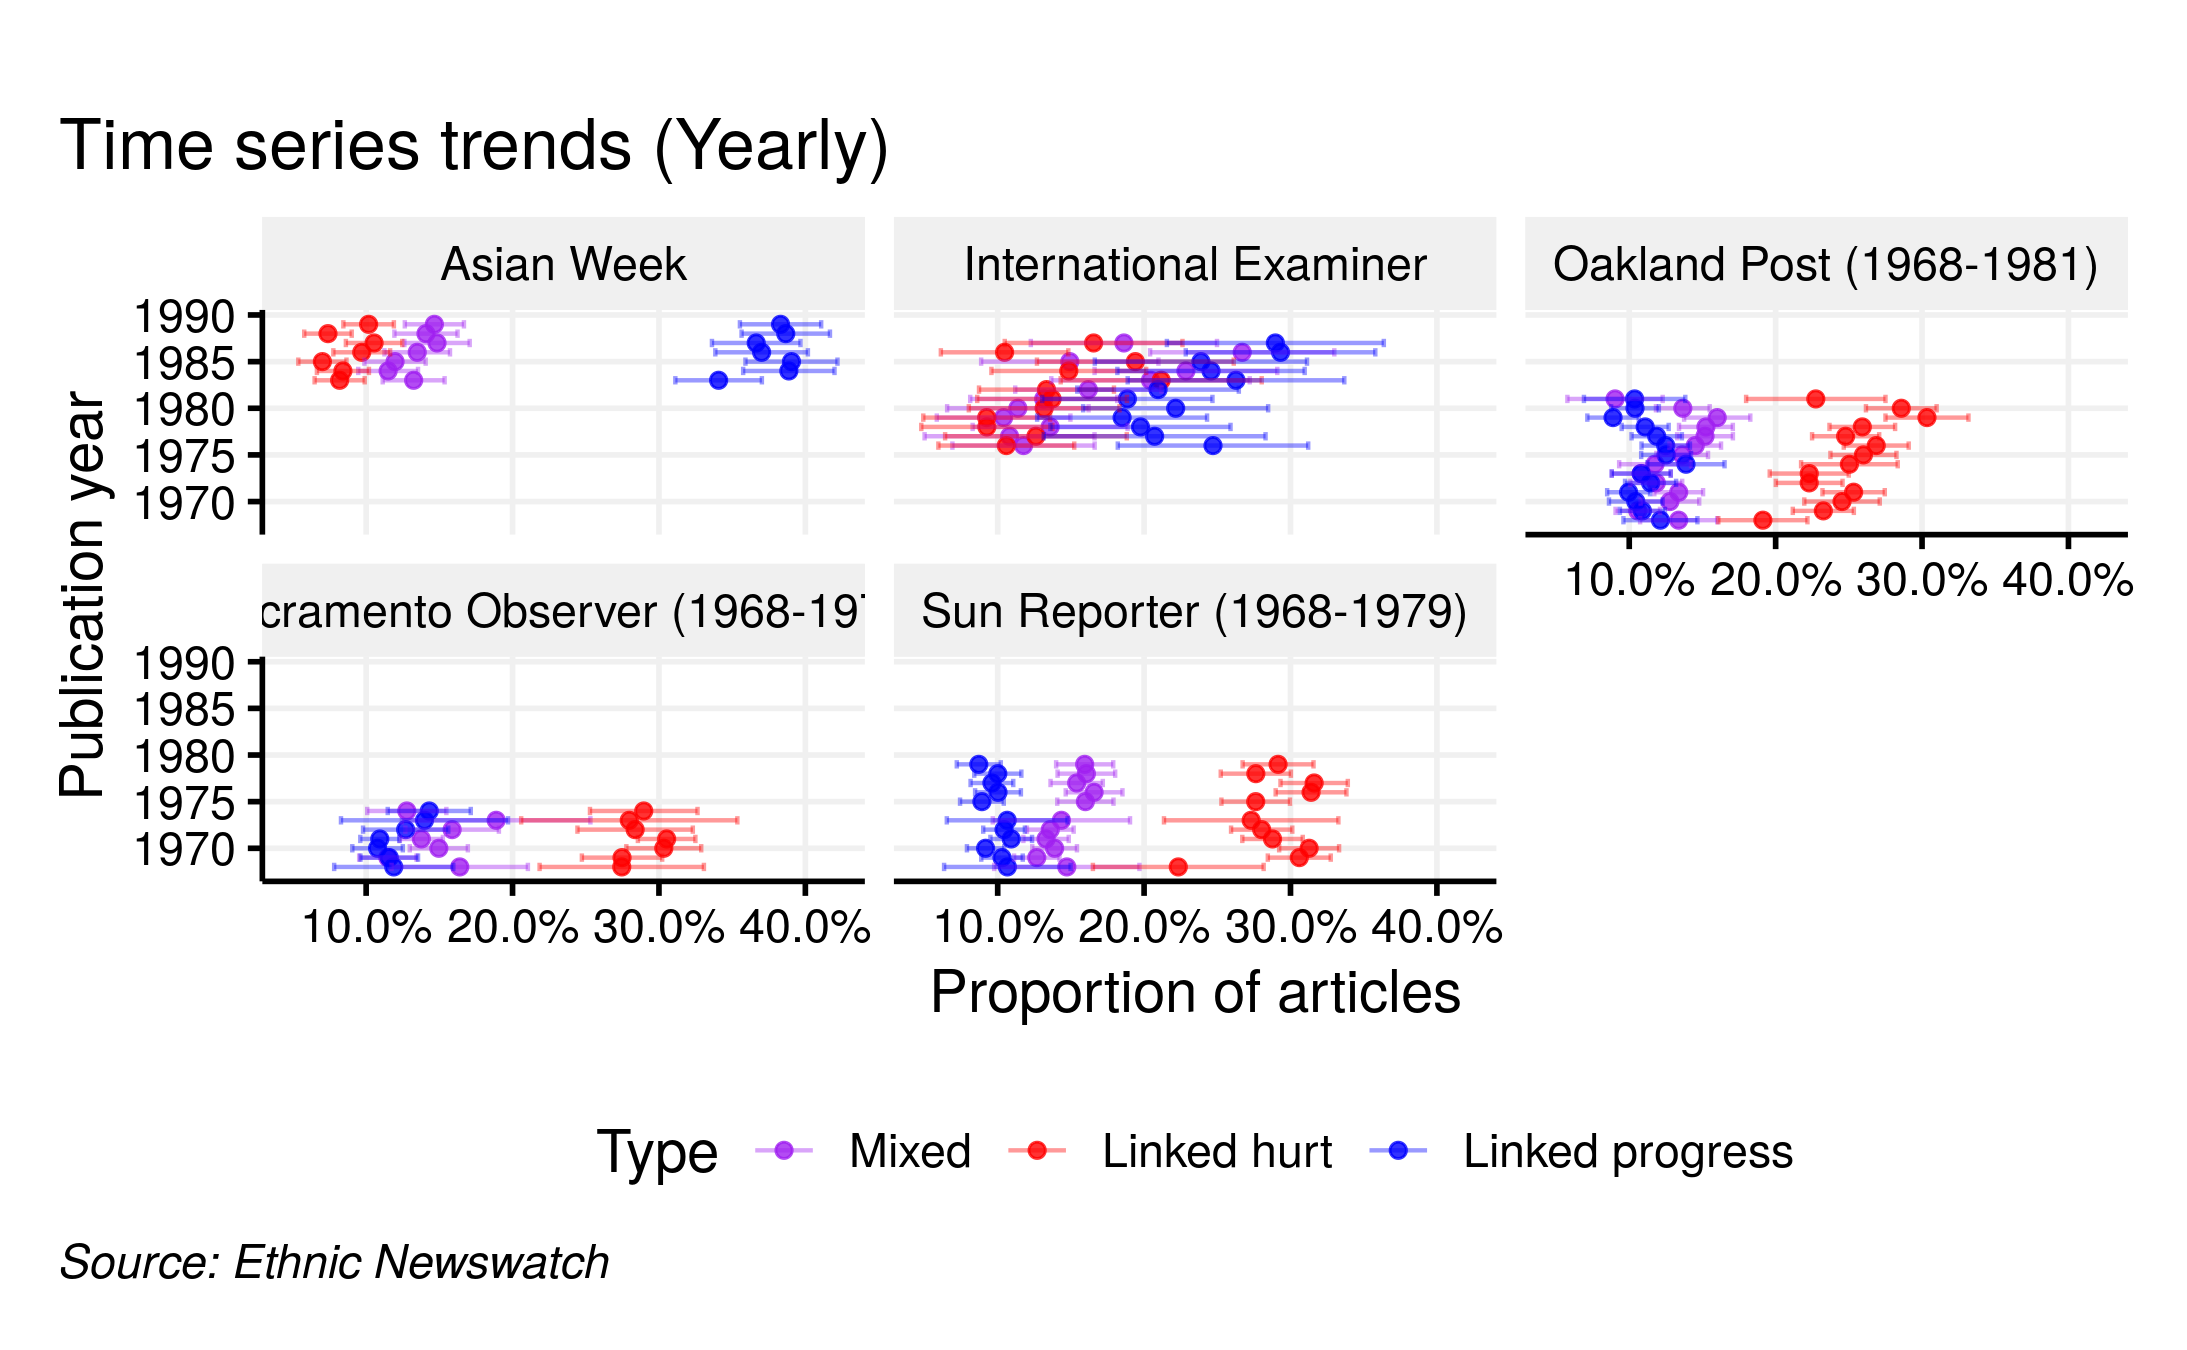 Time series trends (Yearly)
Asian Week
International Examiner
Oakland Post (1968-1981)
1990
1985
1980
1975
1970
10.0% 20.0% 30.0% 40.0%
cramento Observer (1968-197
Sun Reporter (1968-1979)
1990
1985
1980
1975
1970
10.0% 20.0% 30.0% 40.0%
10.0% 20.0% 30.0% 40.0%
Publication year
Proportion of articles
Type Mixed Linked hurt Linked progress
Source: Ethnic Newswatch